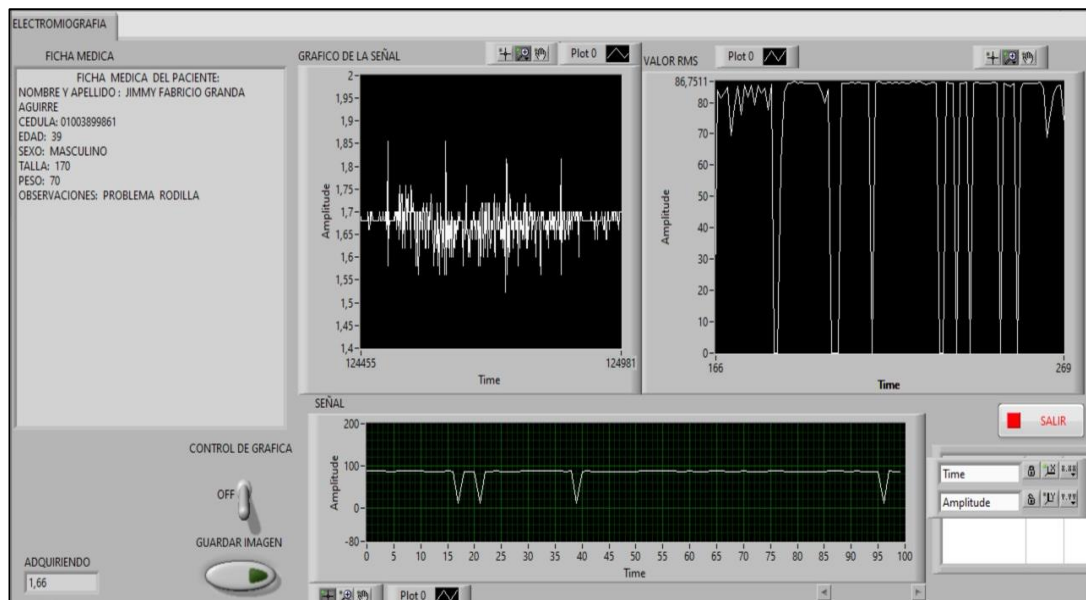 ELECTROMIOGRAFIA
FICHA MEDICA
FICHA MEDICA DEL PACIENTE:
NOMBRE Y APELLIDO : JIMMY FABRICIO GRANDA
AGUIRRE
CEDULA: 01003899861
EDAD: 39
SEXO: MASCULINO
TALLA: 170
PESO: 70
OBSERVACIONES: PROBLEMA RODILLA
GRAFICO DE LA SEÑAL
Plot 0
2
1,95
1,9
1,85
1,8
1,75
1,7
1,65
1,6
1,55
1,5
1,45
1,4
Amplitude
124455
124981
Time
VALOR RMS
Plot 0
86,7511
80
70
60
50
40
30
20
10
0
Amplitude
166
269
Time
SEÑAL
200
100
0
-80
Amplitude
0 5 10 15 20 25 30 35 40 45 50 55 60 65 70 75 80 85 90 95 100
Time
Plot 0
SALIR
Time
Amplitude
CONTROL DE GRAFICA
OFF
GUARDAR IMAGEN
ADQUIRIENDO
1,66